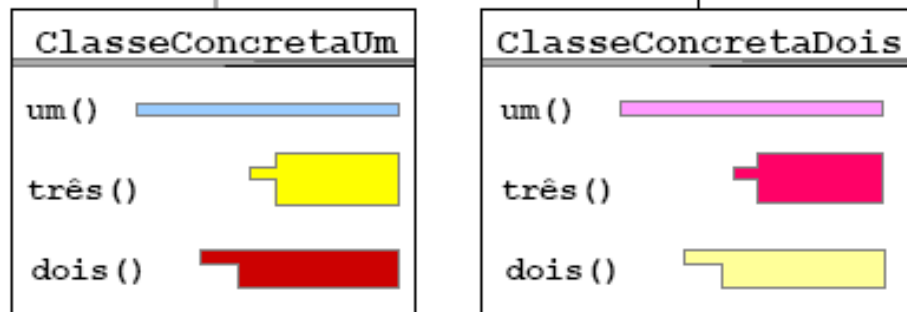 ClasseConcretaUm
um()
três()
dois()
ClasseConcretaDois
um()
três()
dois()